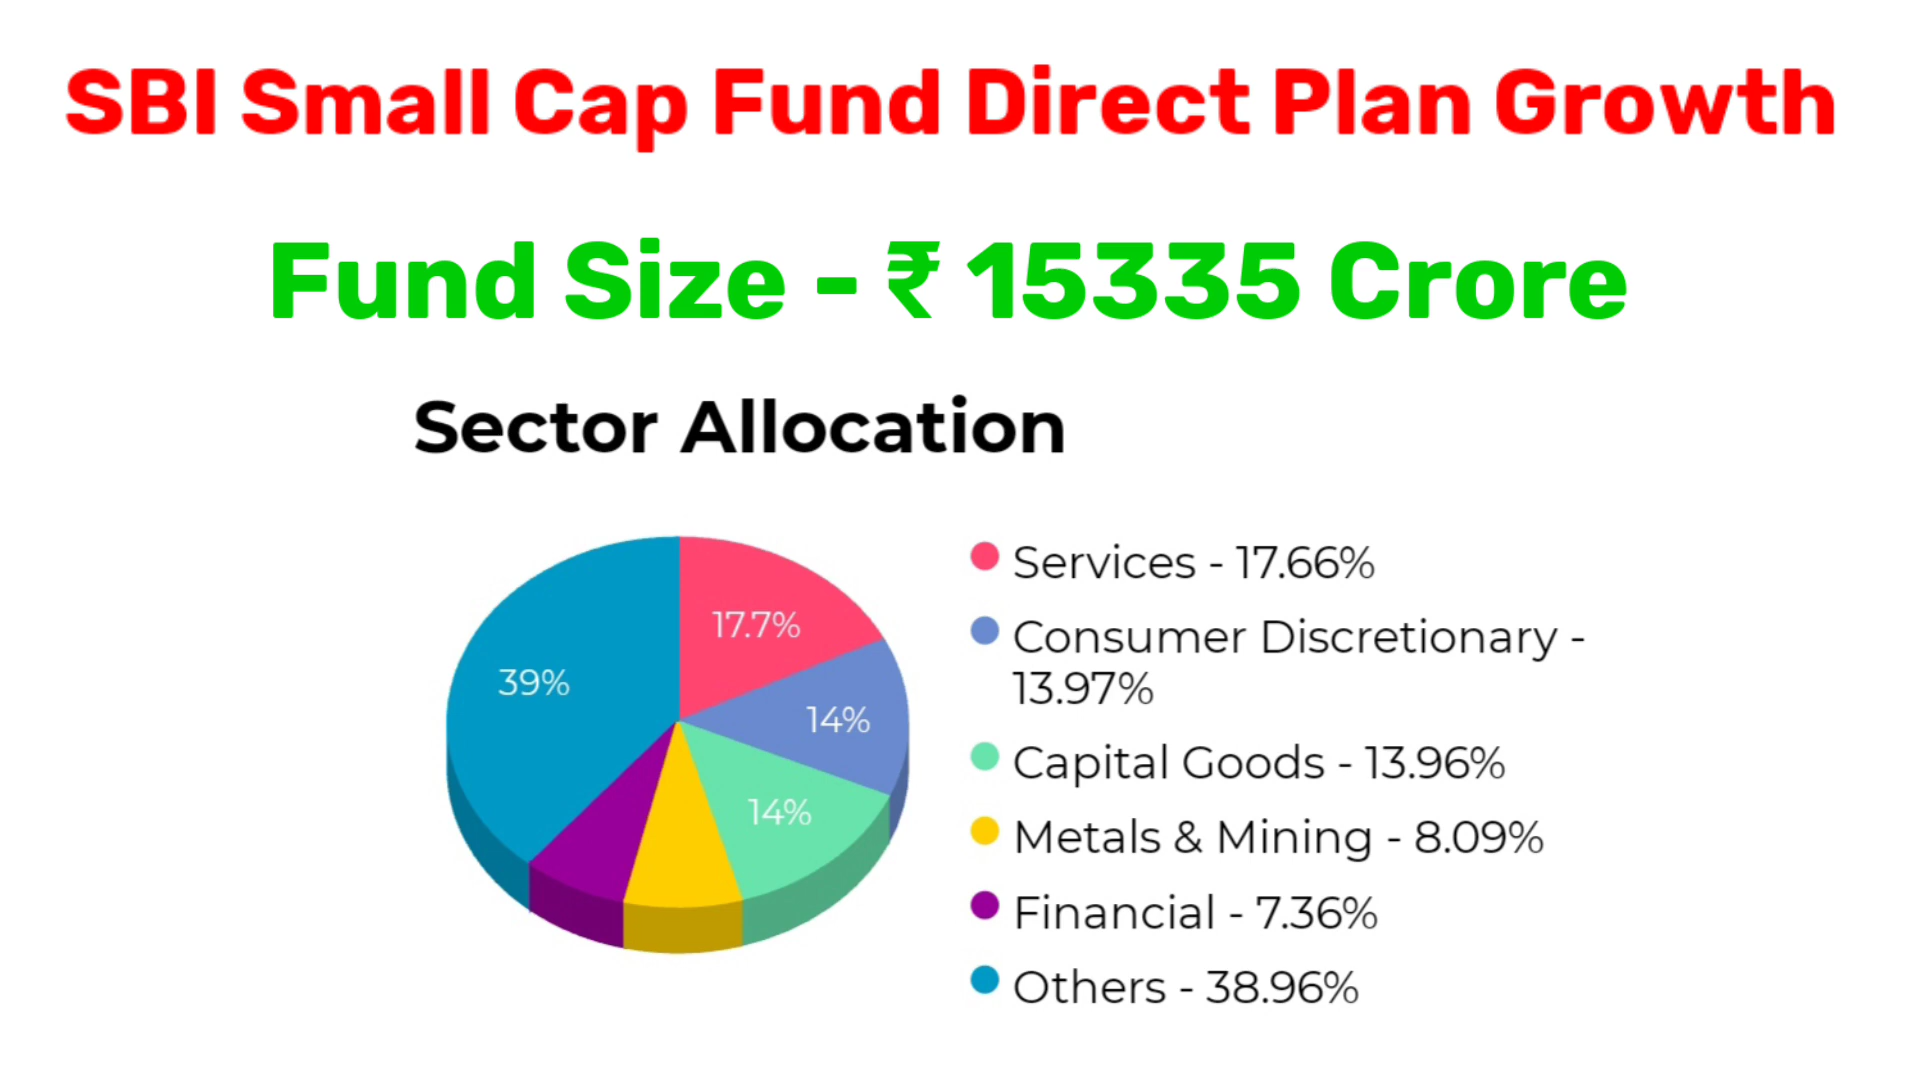 SBI Small Cap Fund Direct Plan Growth
Fund Size - ₹ 15335 Crore
Sector Allocation
17.7%
14%
14%
39%
Services - 17.66%
Consumer Discretionary -
13.97%
Capital Goods - 13.96%
Metals & Mining - 8.09%
Financial - 7.36%
Others - 38.96%